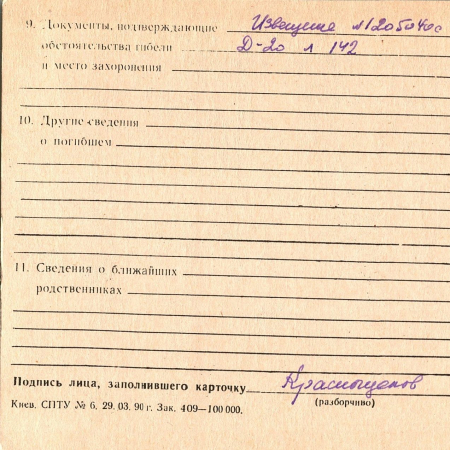 9. Документы, подтверждающие Извещение №1205040с
обстоятельства гибели Д-20 л 142
и место захоронения
10. Другие сведения
о погибшем
11. Сведения о ближайших
родственниках
Подпись лица, заполнившего карточку
(разборчиво)
Киев. СПТУ № 6, 29. 03. 90 г. Зак. 409—100 000.